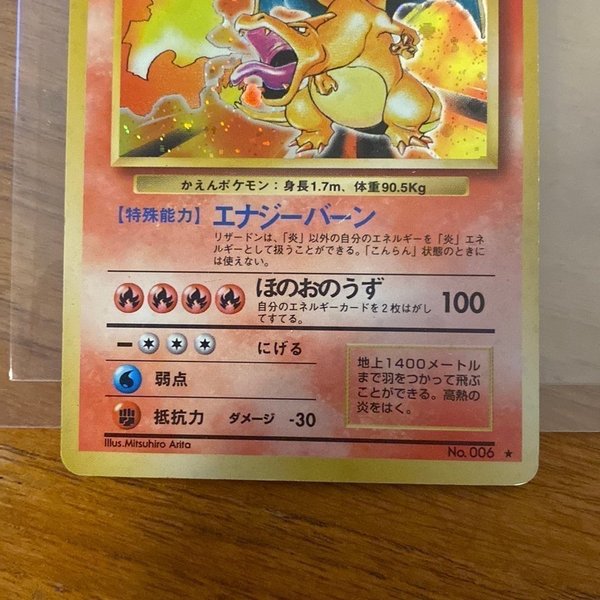 かえんポケモン：身長1.7m、体重90.5Kg
【特殊能力】エナジーバーン
リザードンは、「炎」以外の自分のエネルギーを「炎」エネ
ルギーとして扱うことができる。「こんらん」状態のときに
は使えない。
ほのおのうず 100
自分のエネルギーカードを2枚はがし
てすてる。
にげる
弱点
抵抗力 ダメージ -30
地上1400メートル
まで羽をつかって飛ぶ
ことができる。高熱の
炎をはく。
Illus.Mitsuhiro Arita
No. 006 ★